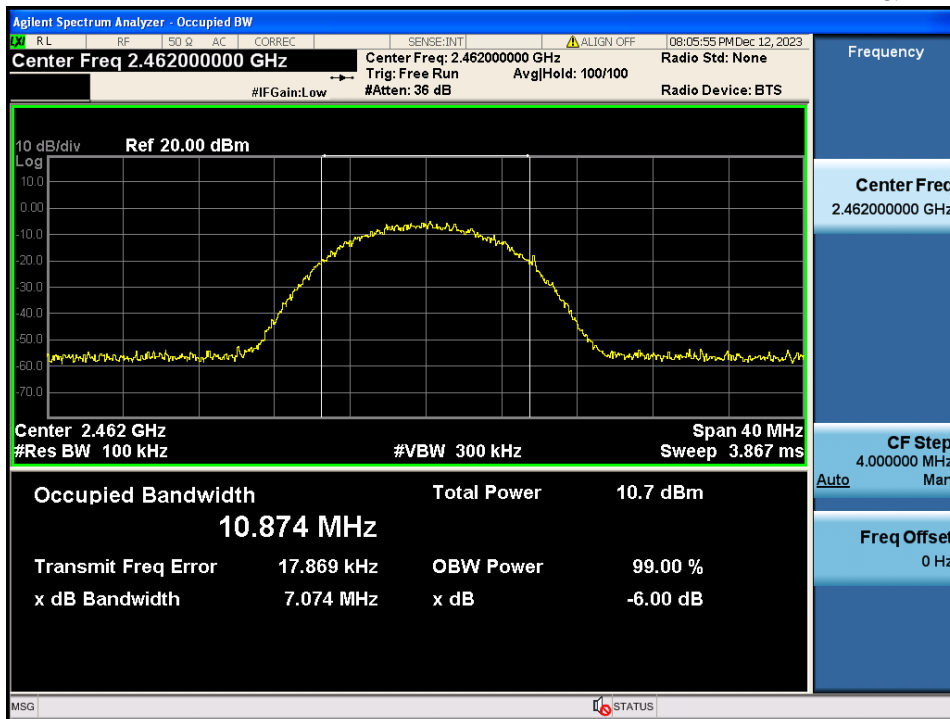 Agilent Spectrum Analyzer - Occupied BW
LXI RL RF 50 Ω AC CORREC SENSE:INT ALIGN OFF 08:05:55 PM Dec 12, 2023
Center Freq 2.462000000 GHz
Center Freq: 2.462000000 GHz
Radio Std: None
Trig: Free Run Avg|Hold: 100/100
#IFGain:Low
#Atten: 36 dB
Radio Device: BTS
Frequency
10 dB/div Ref 20.00 dBm
Log
10.0
0.00
-10.0
-20.0
-30.0
-40.0
-50.0
-60.0
-70.0
Center 2.462 GHz Span 40 MHz
#Res BW 100 kHz #VBW 300 kHz Sweep 3.867 ms
Occupied Bandwidth Total Power 10.7 dBm
10.874 MHz
Transmit Freq Error 17.869 kHz OBW Power 99.00 %
x dB Bandwidth 7.074 MHz x dB -6.00 dB
Center Freq
2.462000000 GHz
CF Step
4.000000 MHz
Auto Man
Freq Offset
0 Hz
MSG STATUS